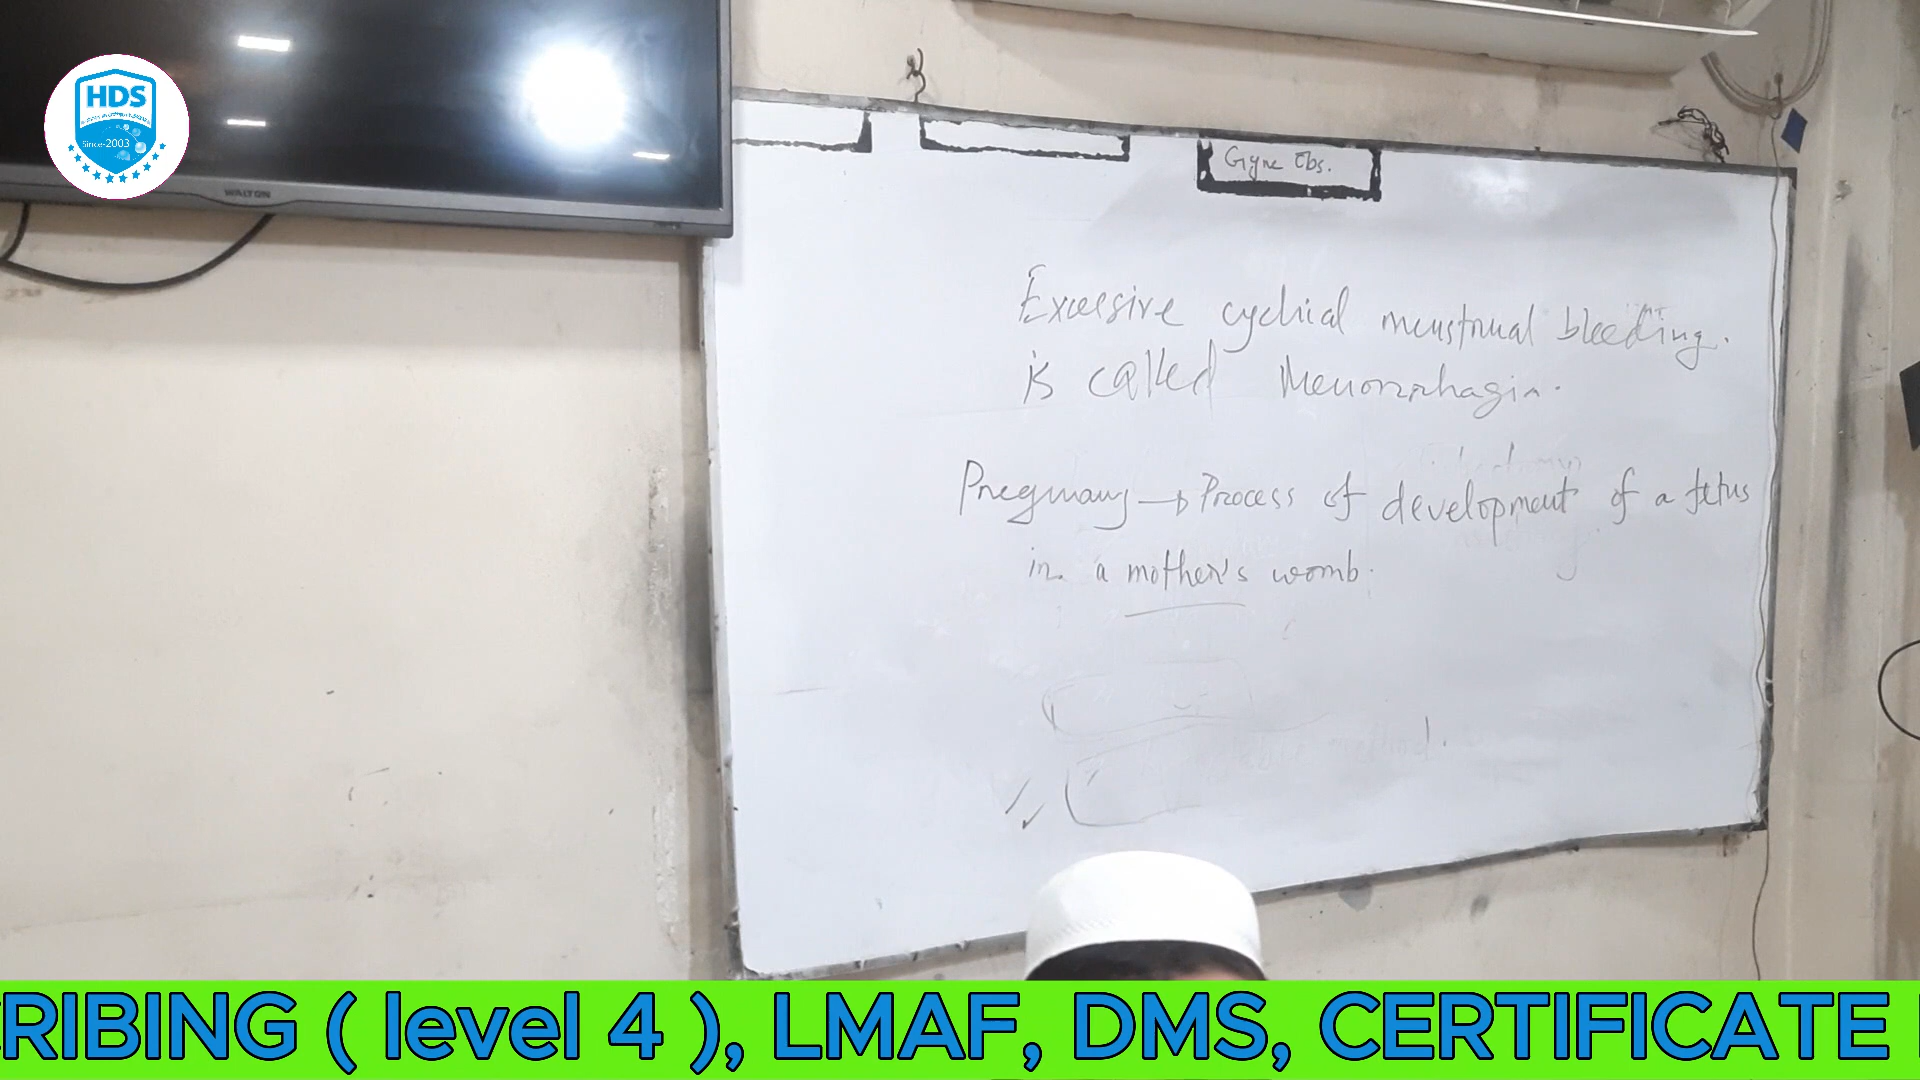 HDS
Since-2003
WALTON
Gyne Obs.
Excessive cyclical menstrual bleeding.
is called Menorrhagia.
Pregnancy → Process of development of a fetus
in a mother's womb.
RIBING ( level 4 ), LMAF, DMS, CERTIFICATE